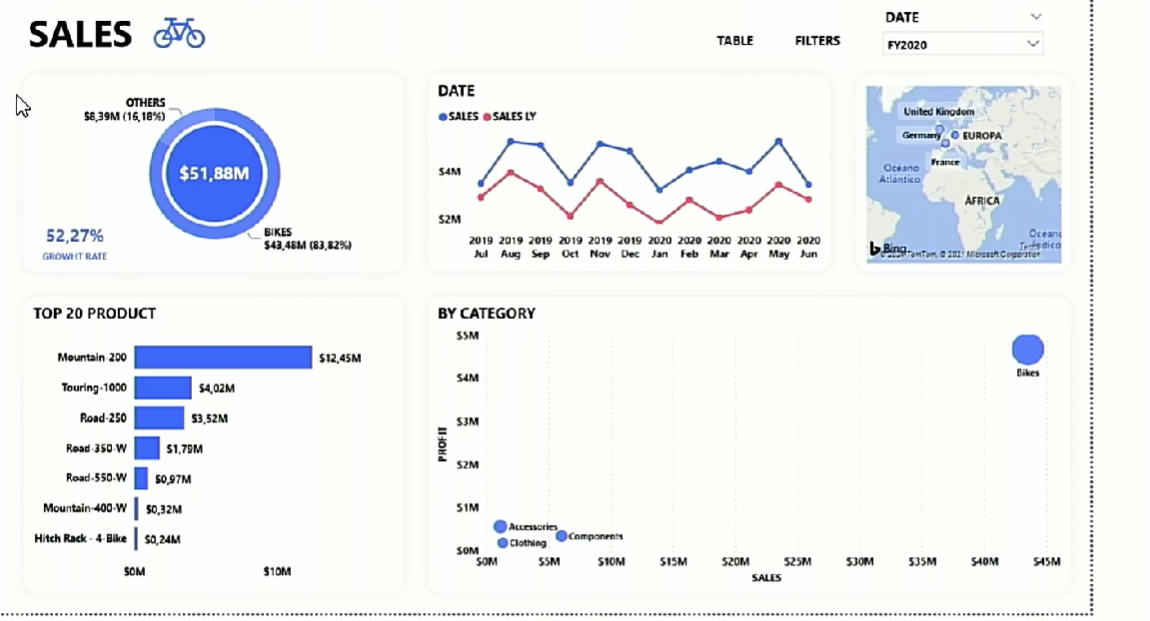 SALES
TABLE
FILTERS
DATE
FY2020
OTHERS
$8,39M (16,18%)
$51,88M
BIKES
$43,48M (83,82%)
52,27%
GROWHT RATE
DATE
SALES SALES LY
$4M
$2M
2019 2019 2019 2019 2019 2019 2020 2020 2020 2020 2020 2020
Jul Aug Sep Oct Nov Dec Jan Feb Mar Apr May Jun
United Kingdom
Germany EUROPA
France
Océano
Atlántico
ÁFRICA
Océano
Bing
TomTom, © 2021 Microsoft Corporation
TOP 20 PRODUCT
Mountain-200 $12,45M
Touring-1000 $4,02M
Road-250 $3,52M
Road-350-W $1,79M
Road-550-W $0,97M
Mountain-400-W $0,32M
Hitch Rack - 4-Bike $0,24M
$0M $10M
BY CATEGORY
$5M
Bikes
$4M
$3M
PROFIT
$2M
$1M
Accessories
Components
Clothing
$0M
$0M $5M $10M $15M $20M $25M $30M $35M $40M $45M
SALES